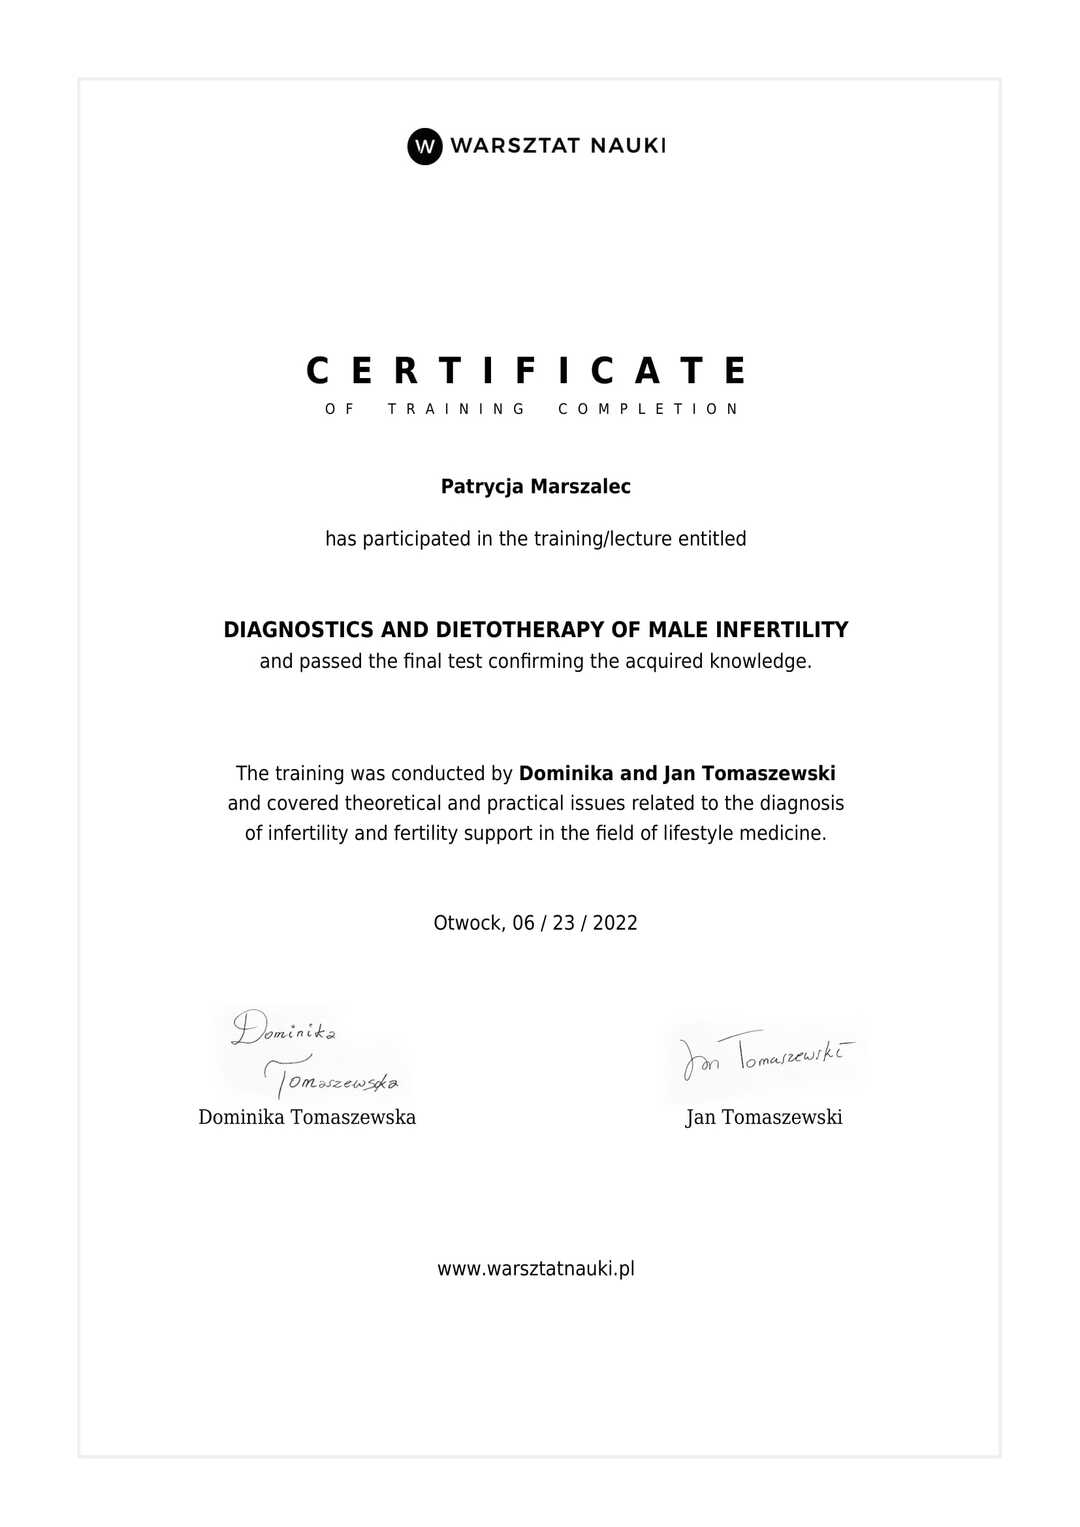 W WARSZTAT NAUKI
CERTIFICATE
OF TRAINING COMPLETION
Patrycja Marszalec
has participated in the training/lecture entitled
DIAGNOSTICS AND DIETOTHERAPY OF MALE INFERTILITY
and passed the final test confirming the acquired knowledge.
The training was conducted by Dominika and Jan Tomaszewski
and covered theoretical and practical issues related to the diagnosis
of infertility and fertility support in the field of lifestyle medicine.
Otwock, 06 / 23 / 2022
Dominika
Tomaszewska
Jan Tomaszewski
Dominika Tomaszewska
Jan Tomaszewski
www.warsztatnauki.pl